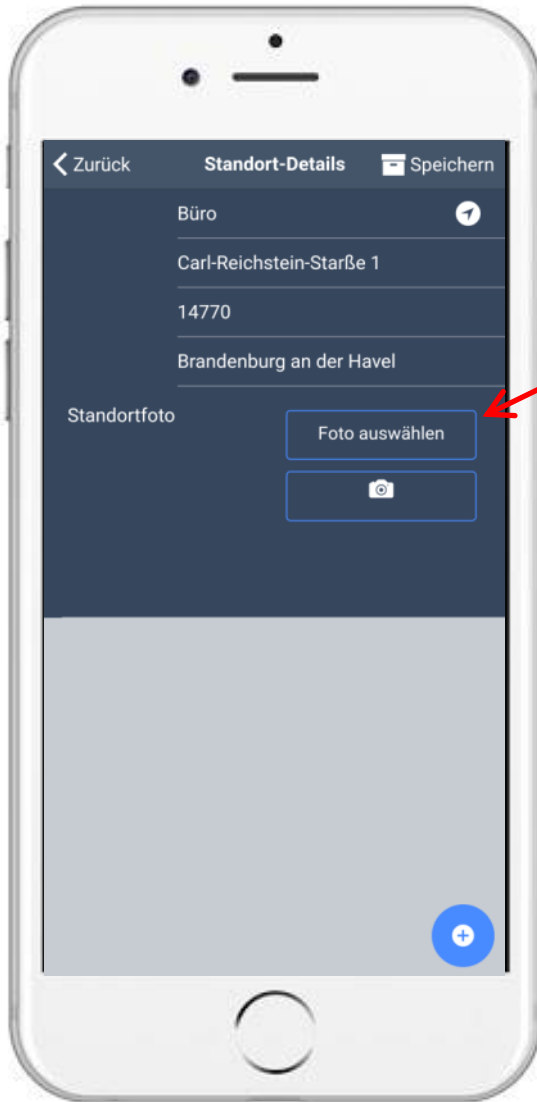 Zurück Standort-Details Speichern
Büro
Carl-Reichstein-Starße 1
14770
Brandenburg an der Havel
Standortfoto
Foto auswählen